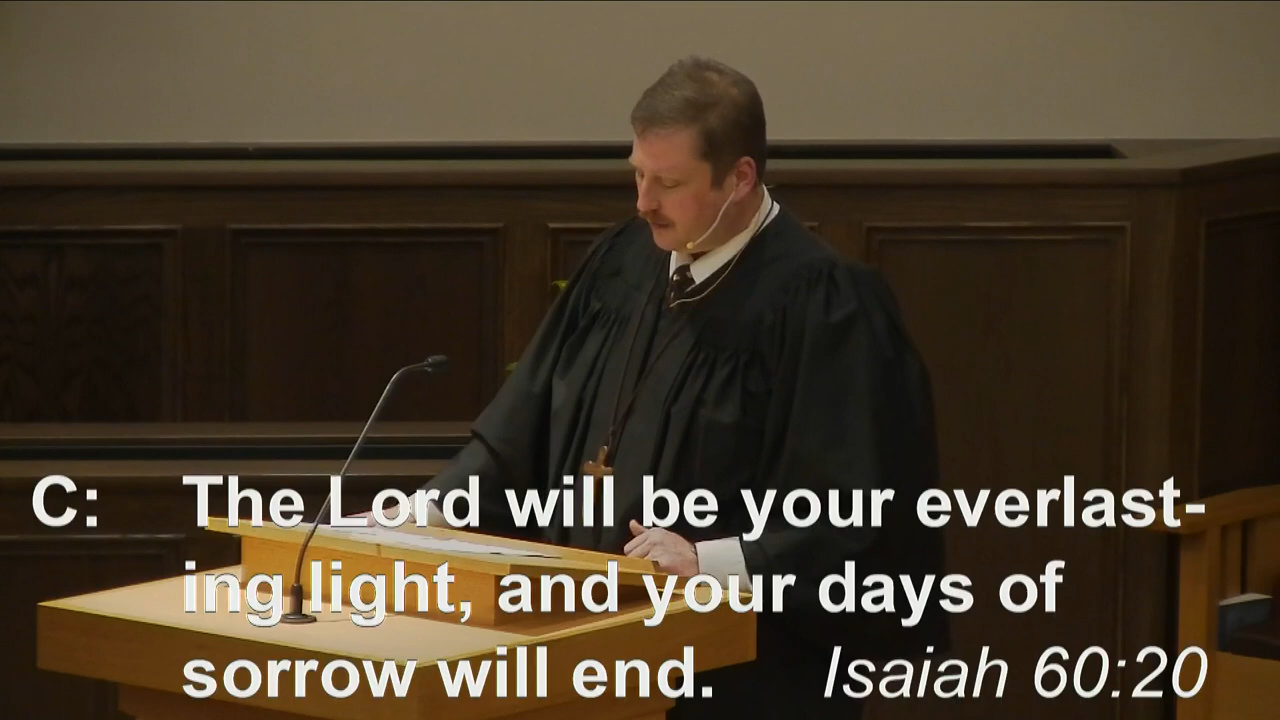 C: The Lord will be your everlast-
ing light, and your days of
sorrow will end. Isaiah 60:20